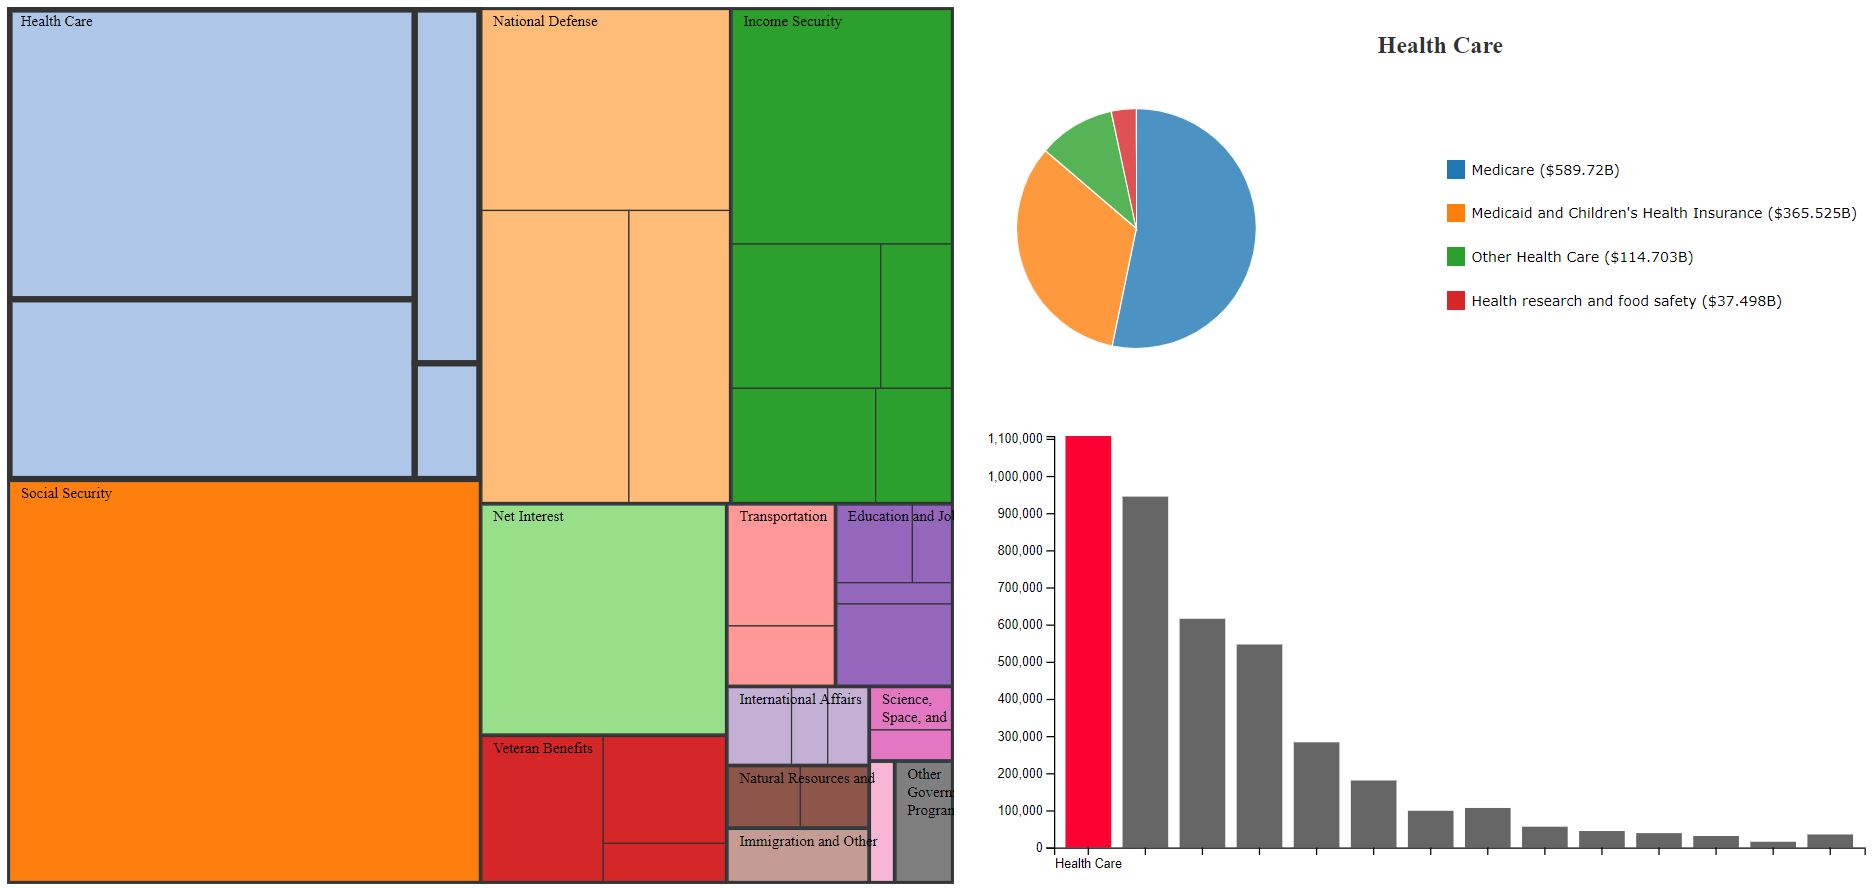 Health Care
National Defense
Income Security
Social Security
Net Interest
Transportation
Education and
Veteran Benefits
International Affairs
Science,
Space, and
Natural Resources and
Immigration and Other
Other
Health Care
Medicare ($589.72B)
Medicaid and Children's Health Insurance ($365.525B)
Other Health Care ($114.703B)
Health research and food safety ($37.498B)
1,100,000
1,000,000
900,000
800,000
700,000
600,000
500,000
400,000
300,000
200,000
100,000
0
Health Care